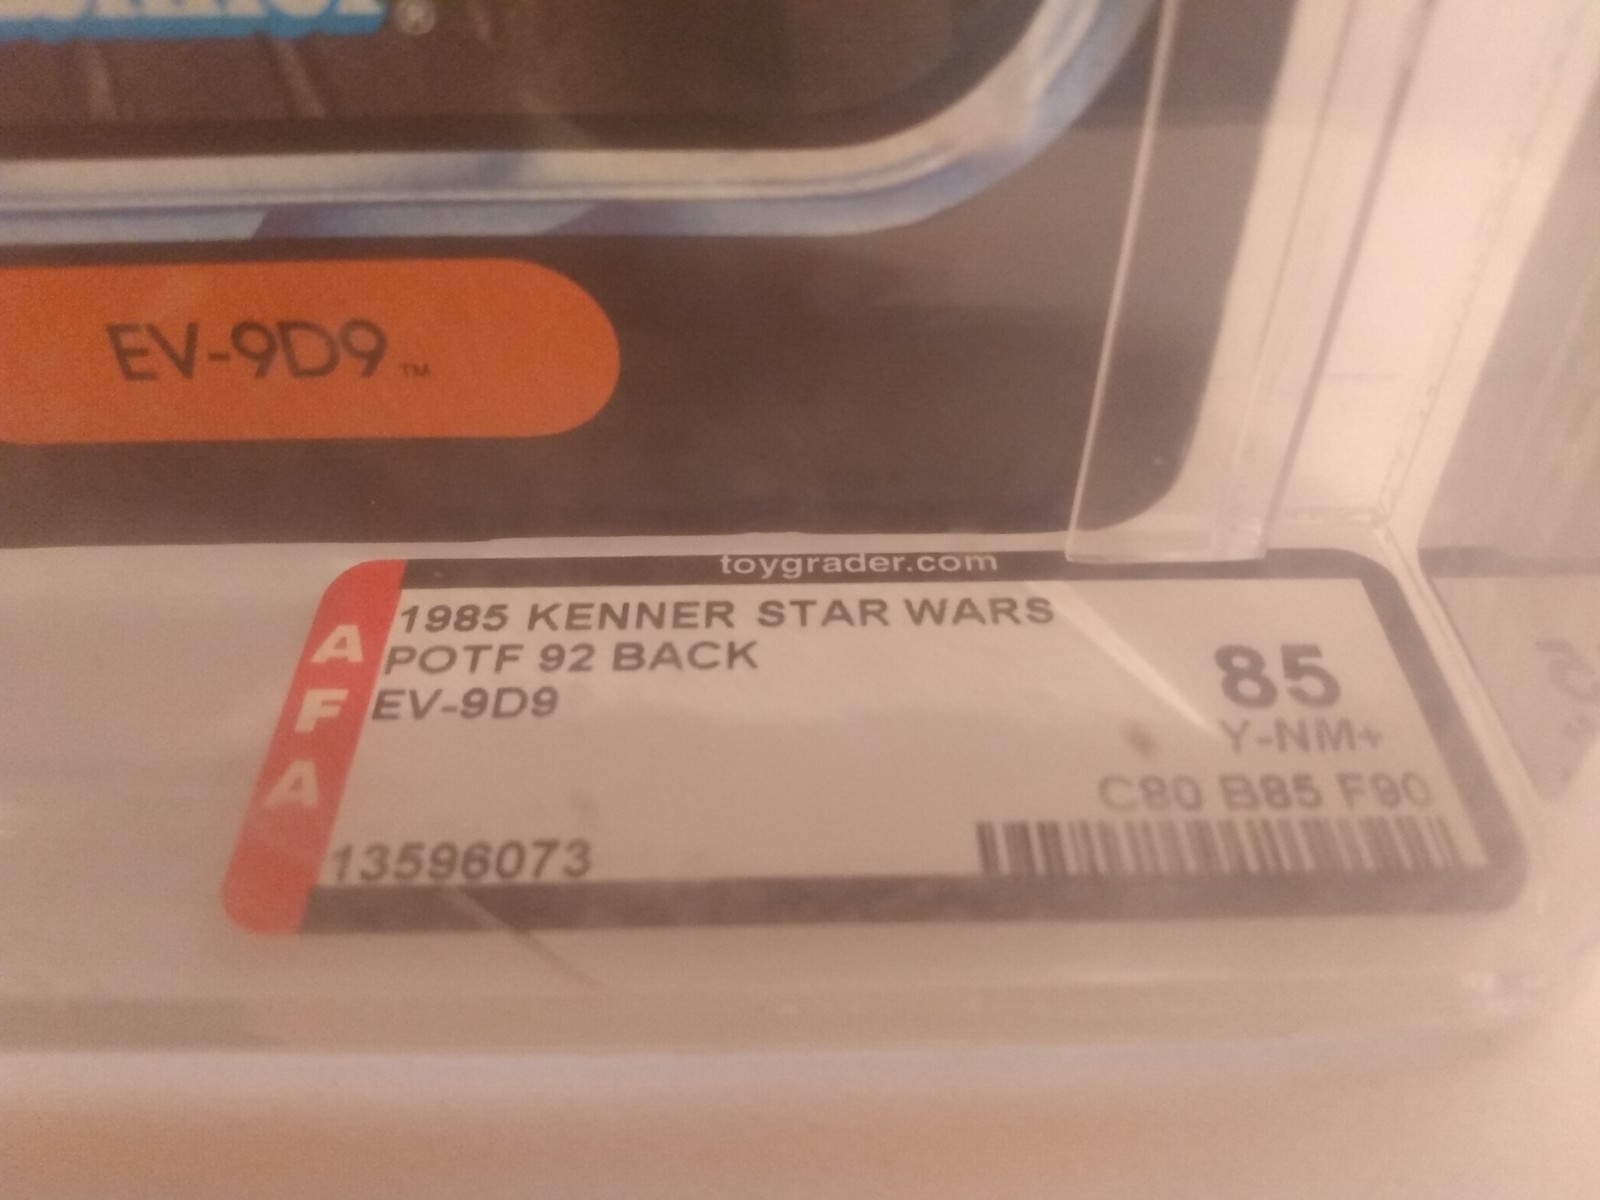 ®
EV-9D9™
toygrader.com
AFA
1985 KENNER STAR WARS
POTF 92 BACK
EV-9D9
85
Y-NM+
C80 B85 F90
13596073